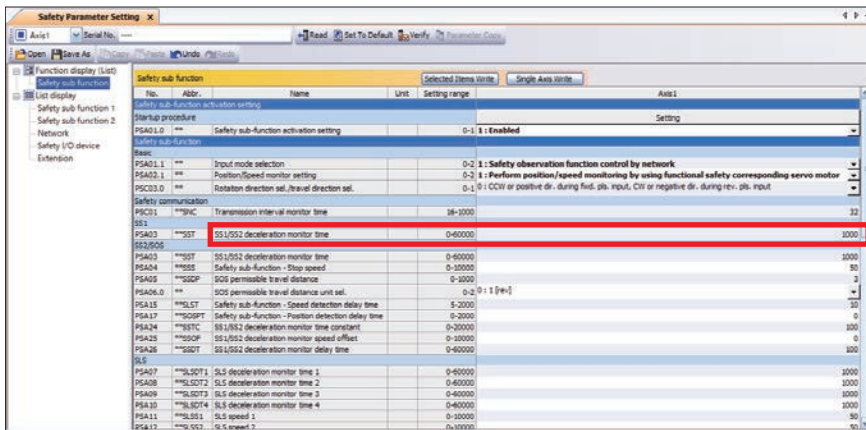 Safety Parameter Setting
Axis1 Serial No. Read Set To Default Verify Parameter Copy
Open Save As Copy Paste Undo Redo
Function display (List)
Safety sub function
List display
Safety sub function 1
Safety sub function 2
Network
Safety I/O device
Extension
Safety sub function Selected Items Write Single Axis Write
No. Abbr. Name Unit Setting range Axis1
Safety sub-function activation setting
Startup procedure Setting
PSA01.0 ** Safety sub-function activation setting 0-1 1 : Enabled
Safety sub-function
Basic
PSA01.1 ** Input mode selection 0-2 1 : Safety observation function control by network
PSA02.1 ** Position/Speed monitor setting 0-2 1 : Perform position/speed monitoring by using functional safety corresponding servo motor
PSC03.0 ** Rotation direction sel./travel direction sel. 0-1 0 : CCW or positive dir. during fwd. pls. input, CW or negative dir. during rev. pls. input
Safety communication
PSC01 **SNC Transmission interval monitor time 16-1000 32
SS1
PSA03 **SST SS1/SS2 deceleration monitor time 0-60000 1000
SS2/SOS
PSA03 **SST SS1/SS2 deceleration monitor time 0-60000 1000
PSA04 **SSS Safety sub-function - Stop speed 0-10000 50
PSA05 **SSDP SOS permissible travel distance 0-1000 3
PSA06.0 ** SOS permissible travel distance unit sel. 0-2 0 : 1 [rev]
PSA15 **SLST Safety sub-function - Speed detection delay time 5-2000 10
PSA17 **SOSPT Safety sub-function - Position detection delay time 0-2000 0
PSA24 **SSTC SS1/SS2 deceleration monitor time constant 0-20000 100
PSA25 **SSOF SS1/SS2 deceleration monitor speed offset 0-10000 0
PSA26 **SSDT SS1/SS2 deceleration monitor delay time 0-60000 100
SLS
PSA07 **SLSDT1 SLS deceleration monitor time 1 0-60000 1000
PSA08 **SLSDT2 SLS deceleration monitor time 2 0-60000 1000
PSA09 **SLSDT3 SLS deceleration monitor time 3 0-60000 1000
PSA10 **SLSDT4 SLS deceleration monitor time 4 0-60000 1000
PSA11 **SLSS1 SLS speed 1 0-10000 50
PSA12 **SLSS2 SLS speed 2 0-10000 50